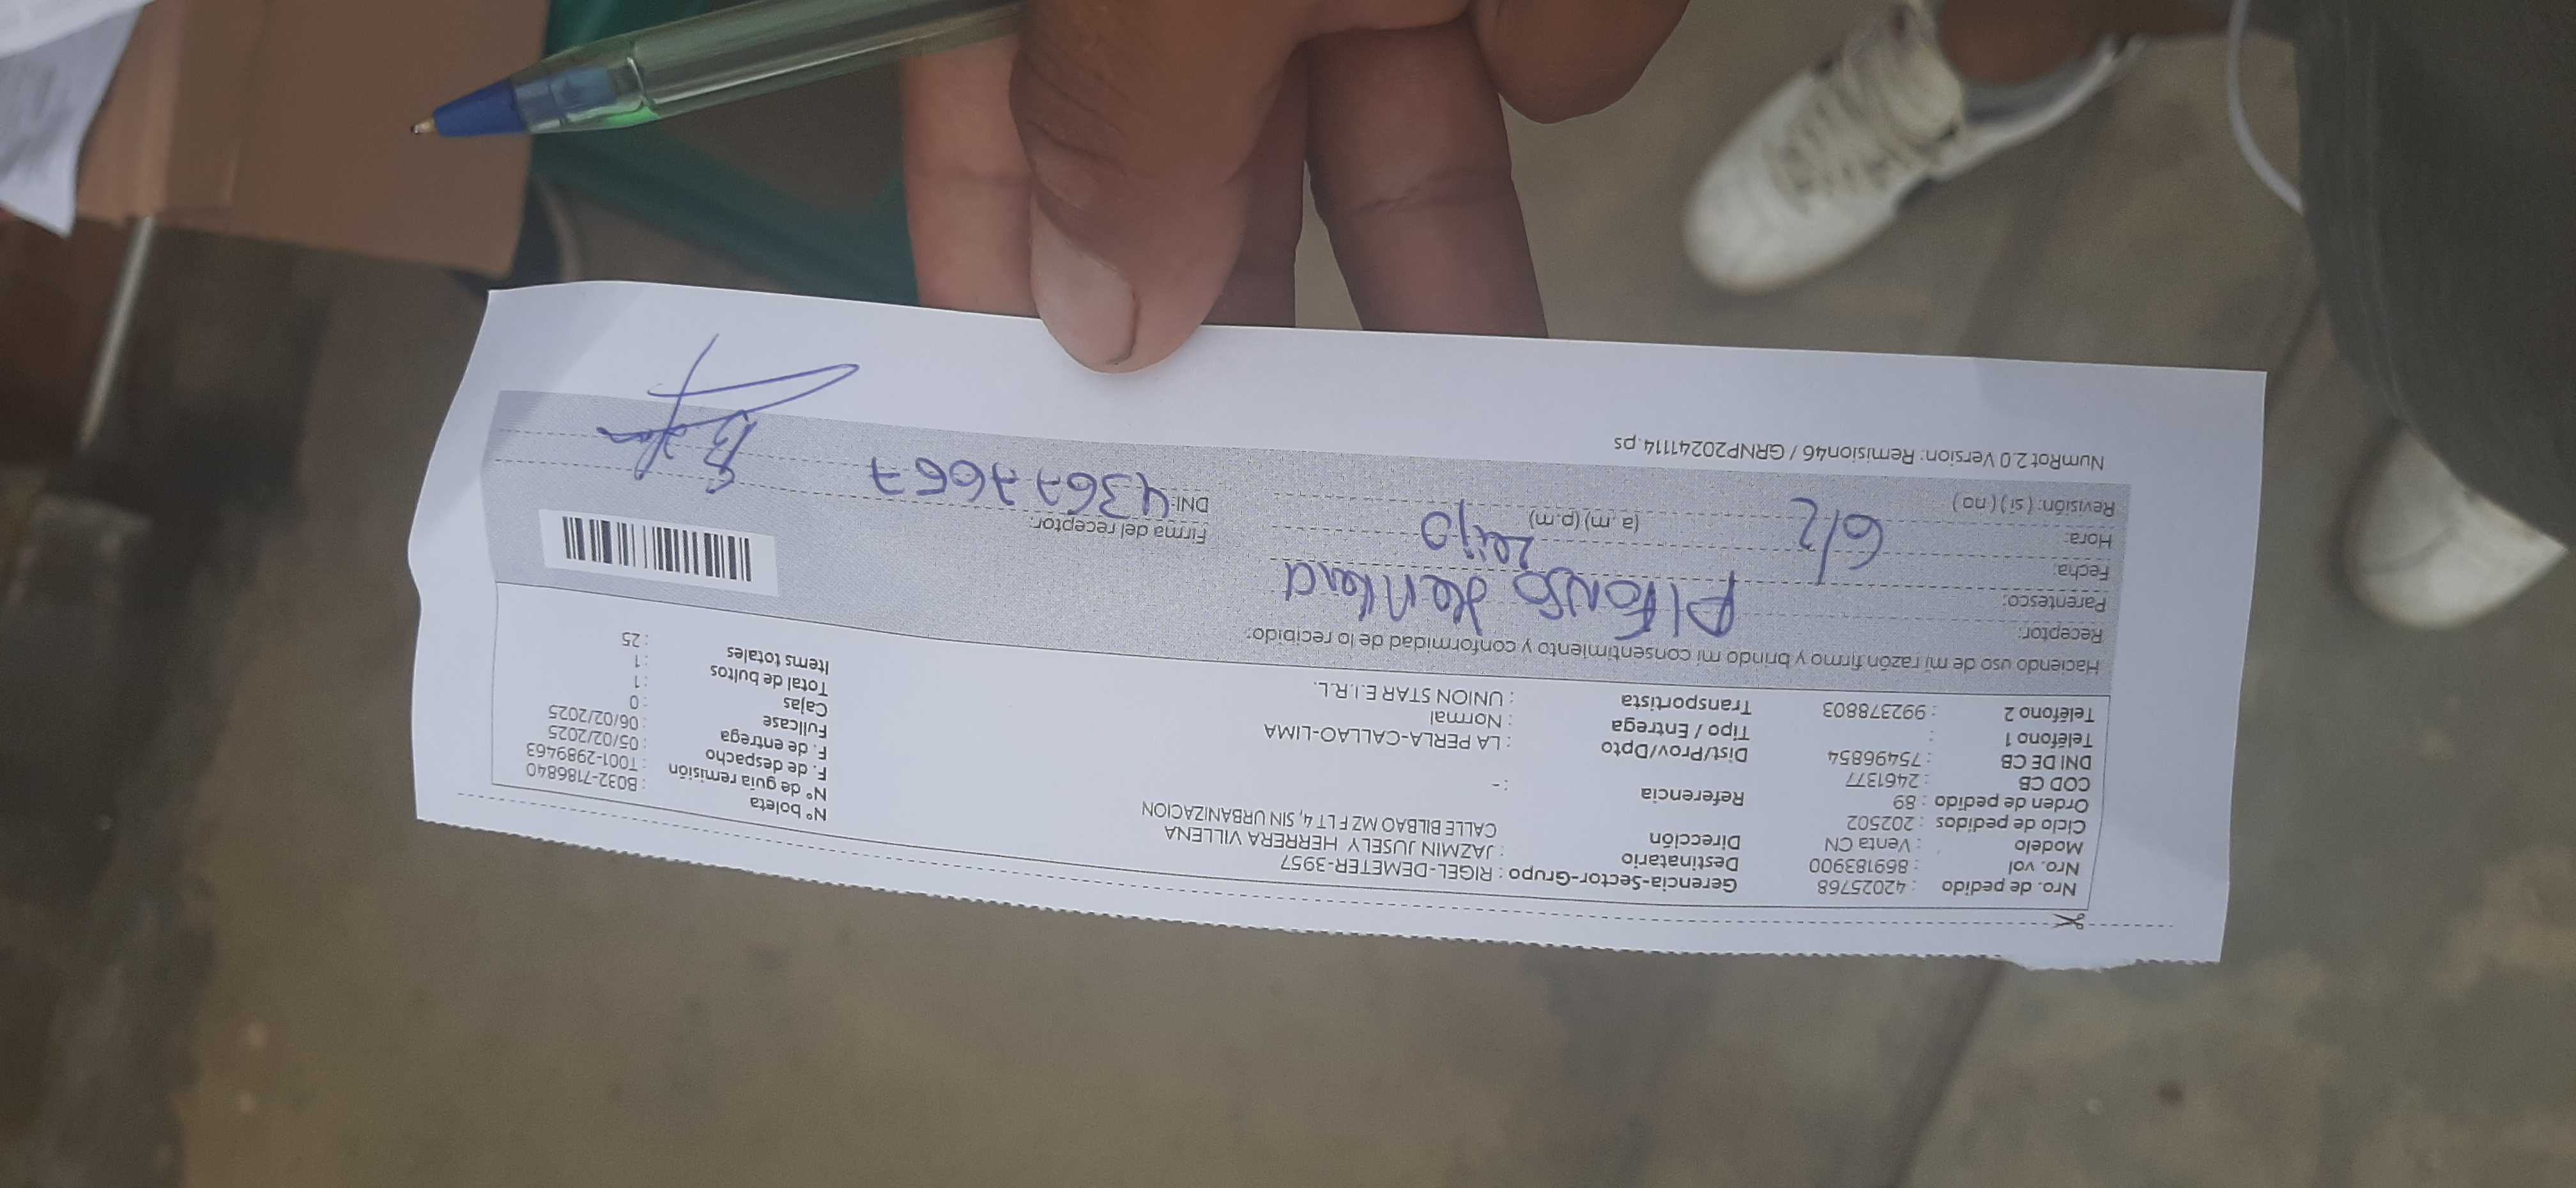 Nro. de pedido : 42025768
Nro. vol : 869183900
Modelo : Venta CN
Ciclo de pedidos : 202502
Orden de pedido : 89
COD CB : 2461377
DNI DE CB : 75496854
Teléfono 1 :
Teléfono 2 : 992378803
Gerencia-Sector-Grupo : RIGEL-DEMETER-3957
Destinatario : JAZMIN JUSELY HERRERA VILLENA
Dirección CALLE BILBAO MZ F LT 4, SIN URBANIZACION
Referencia : -
Dist/Prov/Dpto : LA PERLA-CALLAO-LIMA
Tipo / Entrega : Normal
Transportista : UNION STAR E.I.R.L.
N° boleta : B032-7186840
N° de guía remisión : T001-2989463
F. de despacho : 05/02/2025
F. de entrega : 06/02/2025
Fullcase : 0
Cajas : 1
Total de bultos : 1
Items totales : 25
Haciendo uso de mi razón firmo y brindo mi consentimiento y conformidad de lo recibido:
Receptor: Alfonso
Parentesco:
Fecha: 6/2
Hora: (a .m) (p.m)
Revisión: ( si ) ( no )
Firma del receptor:
DNI: 43677667
NumRot 2.0 Version: Remision46 / GRNP20241114.ps